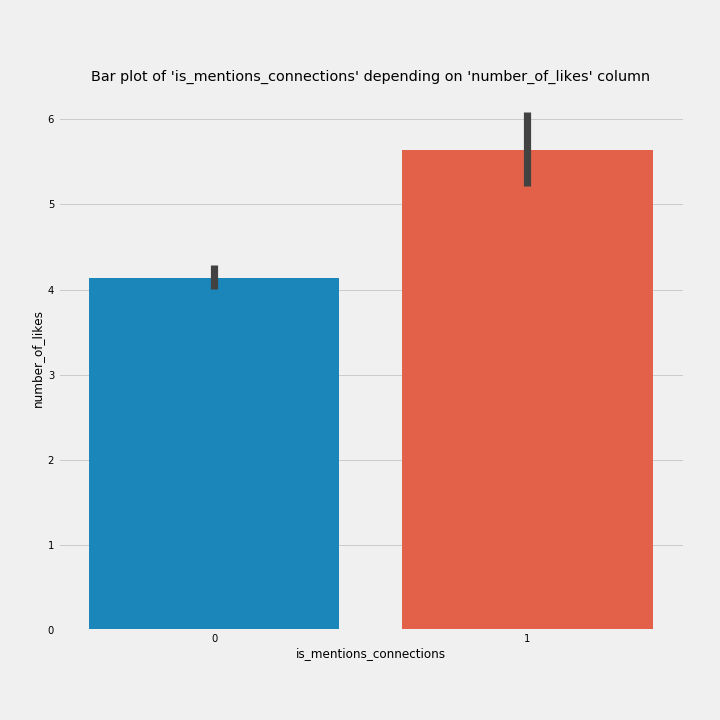 Bar plot of 'is_mentions_connections' depending on 'number_of_likes' column
6
5
4
3
2
1
0
number_of_likes
0 1
is_mentions_connections